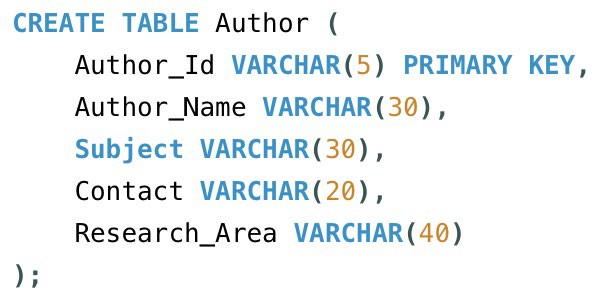 CREATE TABLE Author (
    Author_Id VARCHAR(5) PRIMARY KEY,
    Author_Name VARCHAR(30),
    Subject VARCHAR(30),
    Contact VARCHAR(20),
    Research_Area VARCHAR(40)
);